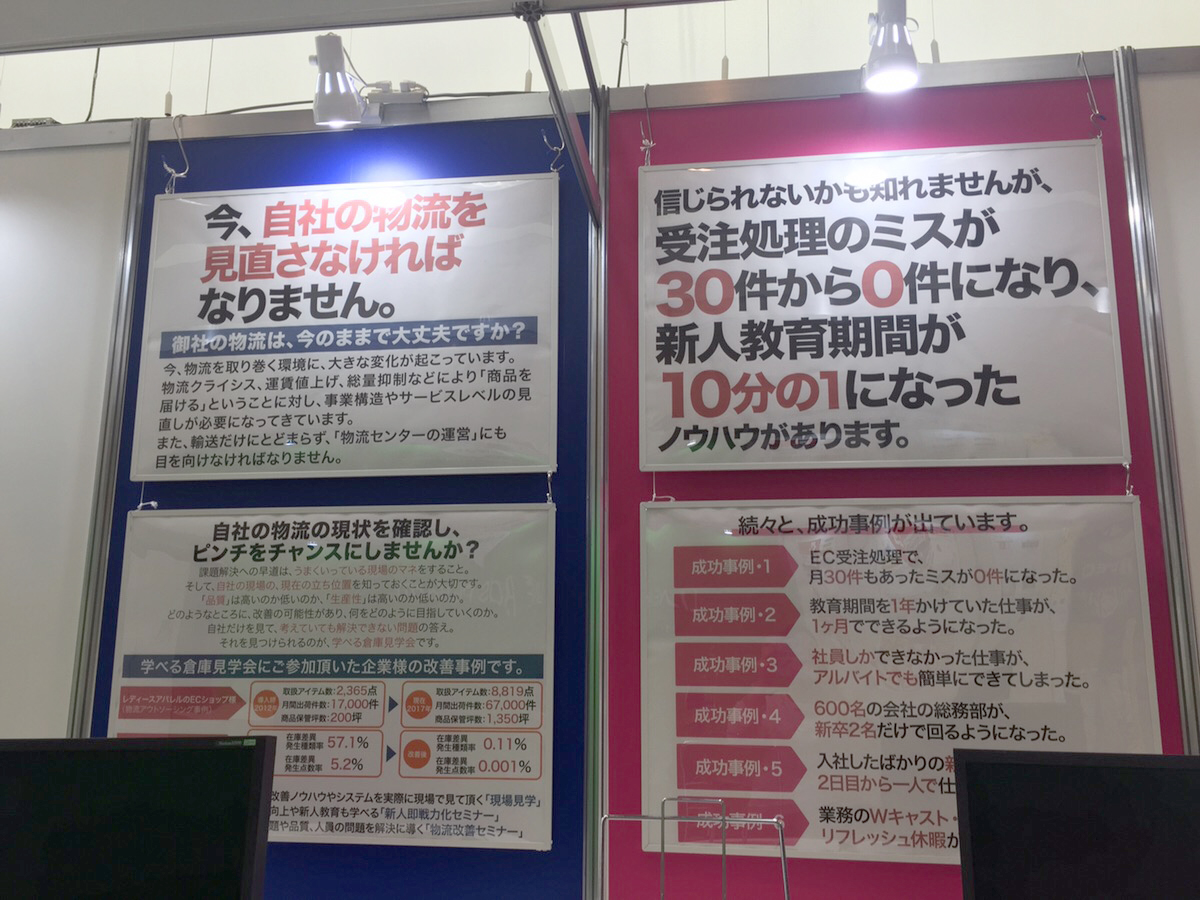 今、自社の物流を
見直さなければ
なりません。
御社の物流は、今のままで大丈夫ですか？
今、物流を取り巻く環境に、大きな変化が起こっています。
物流クライシス、運賃値上げ、総量抑制などにより「商品を
届ける」ということに対し、事業構造やサービスレベルの見
直しが必要になってきています。
また、輸送だけにとどまらず、「物流センターの運営」にも
目を向けなければなりません。
自社の物流の現状を確認し、
ピンチをチャンスにしませんか？
課題解決への早道は、うまくいっている現場のマネをすること。
そして、自社の現場の、現在の立ち位置を知っておくことが大切です。
「品質」は高いのか低いのか、「生産性」は高いのか低いのか。
どのようなところに、改善の可能性があり、何をどのように目指していくのか。
自社だけを見て、考えていても解決できない問題の答え。
それを見つけられるのが、学べる倉庫見学会です。
学べる倉庫見学会にご参加頂いた企業様の改善事例です。
レディースアパレルのECショップ様
（物流アウトソーシング事例）
導入時
2012年
取扱アイテム数：2,365点
月間出荷件数：17,000件
商品保管坪数：200坪
現在
2017年
取扱アイテム数：8,819点
月間出荷件数：67,000件
商品保管坪数：1,350坪
在庫差異
発生種類率 57.1%
在庫差異
発生点数率 5.2%
改善後
在庫差異
発生種類率 0.11%
在庫差異
発生点数率 0.001%
改善ノウハウやシステムを実際に現場で見て頂く「現場見学」
向上や新人教育も学べる「新人即戦力化セミナー」
題や品質、人員の問題を解決に導く「物流改善セミナー」
信じられないかも知れませんが、
受注処理のミスが
30件から0件になり、
新人教育期間が
10分の1になった
ノウハウがあります。
続々と、成功事例が出ています。
成功事例・1
EC受注処理で、
月30件もあったミスが0件になった。
成功事例・2
教育期間を1年かけていた仕事が、
1ヶ月でできるようになった。
成功事例・3
社員しかできなかった仕事が、
アルバイトでも簡単にできてしまった。
成功事例・4
600名の会社の総務部が、
新卒2名だけで回るようになった。
成功事例・5
入社したばかりの新
2日目から一人で仕
成功事例
業務のWキャスト・
リフレッシュ休暇か